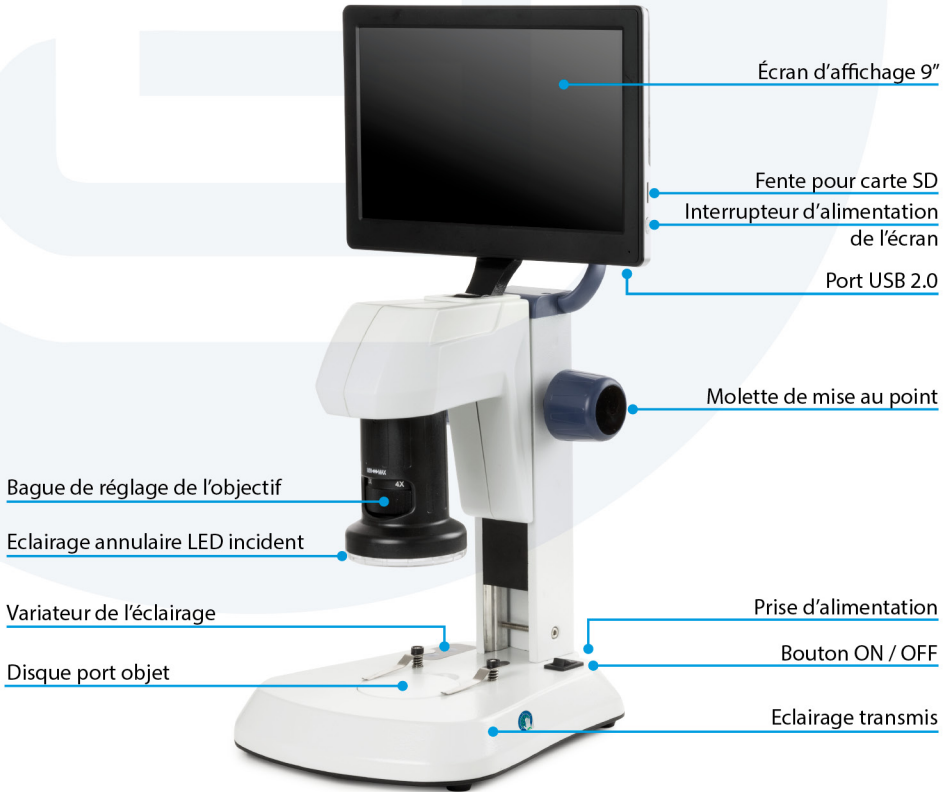 Écran d'affichage 9"
Fente pour carte SD
Interrupteur d'alimentation
de l'écran
Port USB 2.0
Molette de mise au point
4X
Bague de réglage de l'objectif
Eclairage annulaire LED incident
Variateur de l'éclairage
Disque port objet
Prise d'alimentation
Bouton ON / OFF
Eclairage transmis